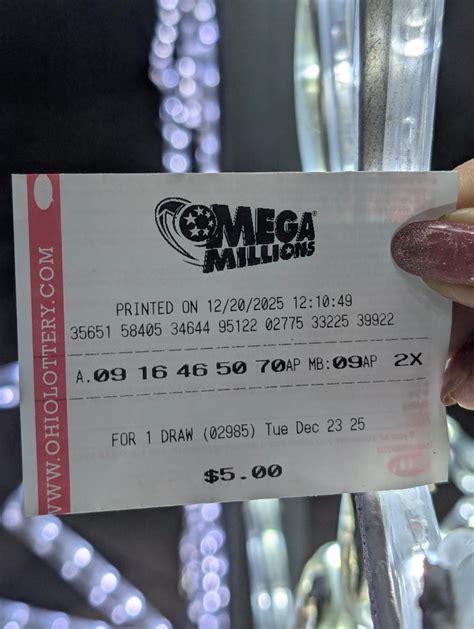 MEGA
MILLIONS
PRINTED ON 12/20/2025 12:10:49
35651 58405 34644 95122 02775 33225 39922
A. 09 16 46 50 70AP MB:09AP 2X
FOR 1 DRAW (02985) Tue Dec 23 25
$5.00
WWW.OHIOLOTTERY.COM